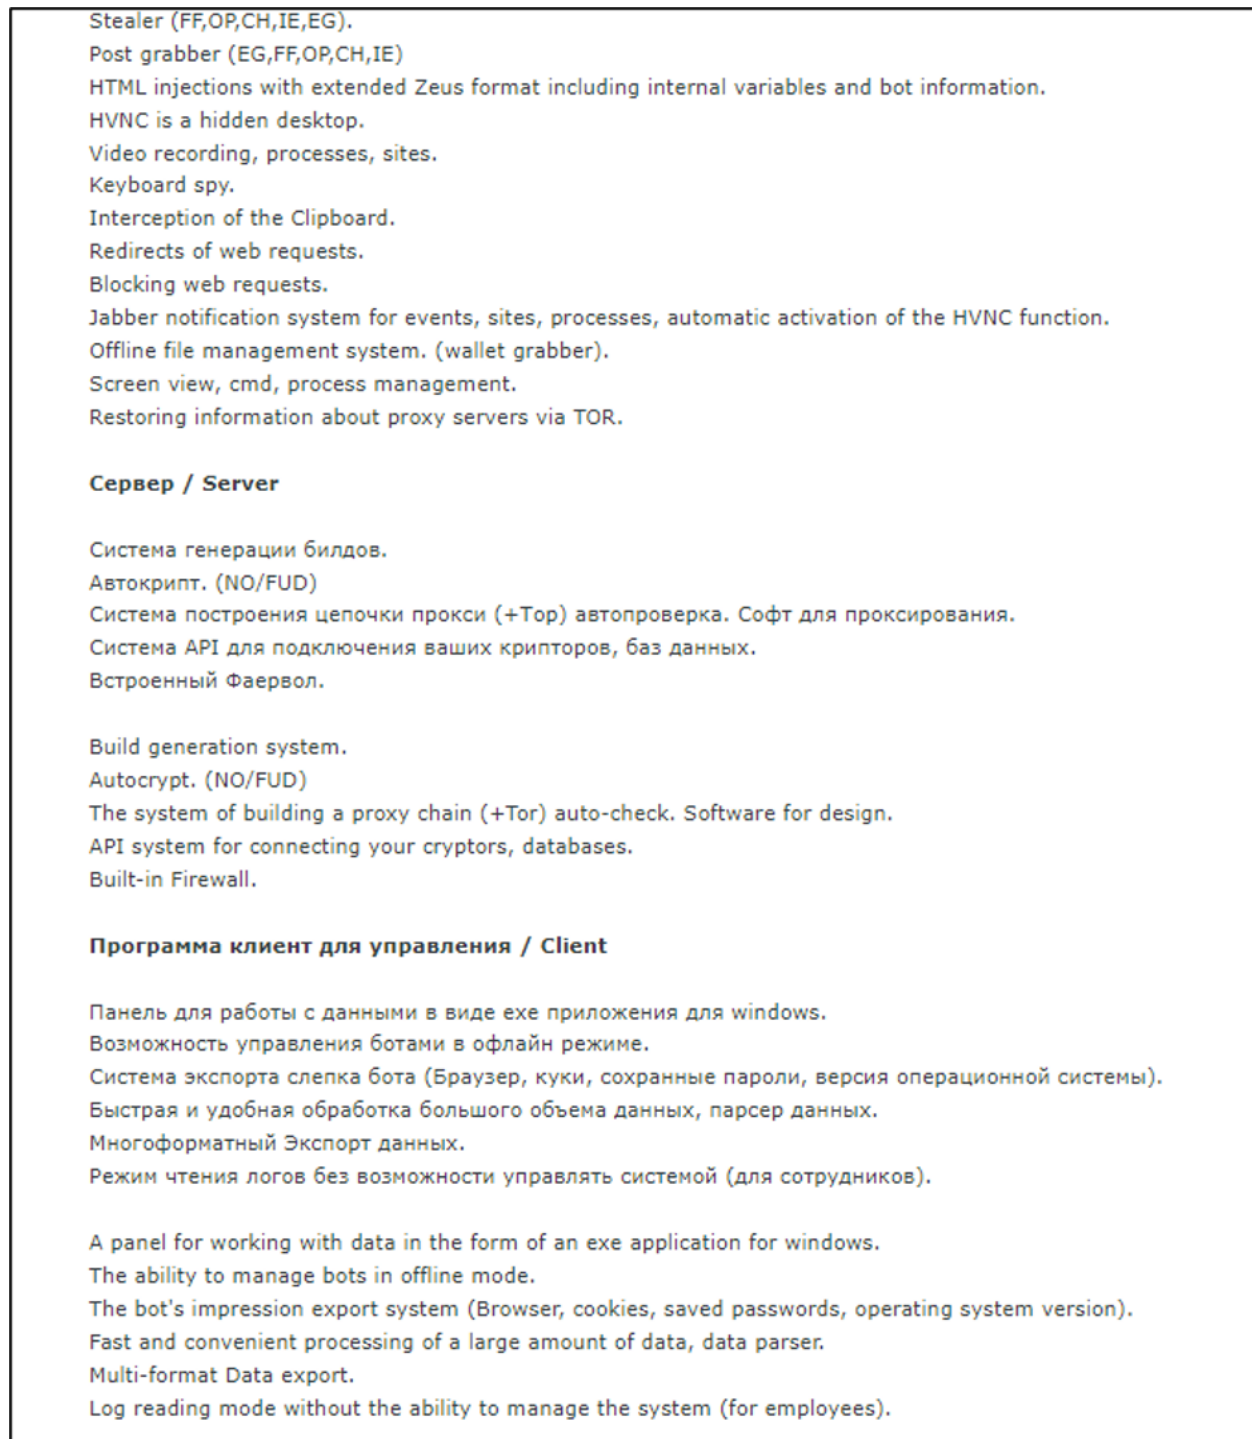 Stealer (FF,OP,CH,IE,EG).
Post grabber (EG,FF,OP,CH,IE)
HTML injections with extended Zeus format including internal variables and bot information.
HVNC is a hidden desktop.
Video recording, processes, sites.
Keyboard spy.
Interception of the Clipboard.
Redirects of web requests.
Blocking web requests.
Jabber notification system for events, sites, processes, automatic activation of the HVNC function.
Offline file management system. (wallet grabber).
Screen view, cmd, process management.
Restoring information about proxy servers via TOR.
Сервер / Server
Система генерации билдов.
Автокрипт. (NO/FUD)
Система построения цепочки прокси (+Тор) автопроверка. Софт для проксирования.
Система API для подключения ваших крипторов, баз данных.
Встроенный Фаервол.
Build generation system.
Autocrypt. (NO/FUD)
The system of building a proxy chain (+Tor) auto-check. Software for design.
API system for connecting your cryptors, databases.
Built-in Firewall.
Программа клиент для управления / Client
Панель для работы с данными в виде exe приложения для windows.
Возможность управления ботами в офлайн режиме.
Система экспорта слепка бота (Браузер, куки, сохранные пароли, версия операционной системы).
Быстрая и удобная обработка большого объема данных, парсер данных.
Многоформатный Экспорт данных.
Режим чтения логов без возможности управлять системой (для сотрудников).
A panel for working with data in the form of an exe application for windows.
The ability to manage bots in offline mode.
The bot's impression export system (Browser, cookies, saved passwords, operating system version).
Fast and convenient processing of a large amount of data, data parser.
Multi-format Data export.
Log reading mode without the ability to manage the system (for employees).